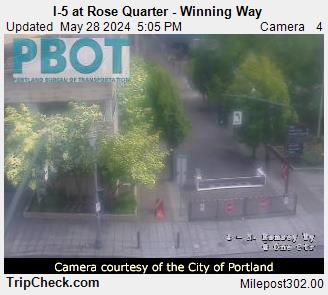 I-5 at Rose Quarter - Winning Way
Updated May 28 2024 5:05 PM Camera 4
PBOT
PORTLAND BUREAU OF TRANSPORTATION
Camera courtesy of the City of Portland
TripCheck.com Milepost302.00